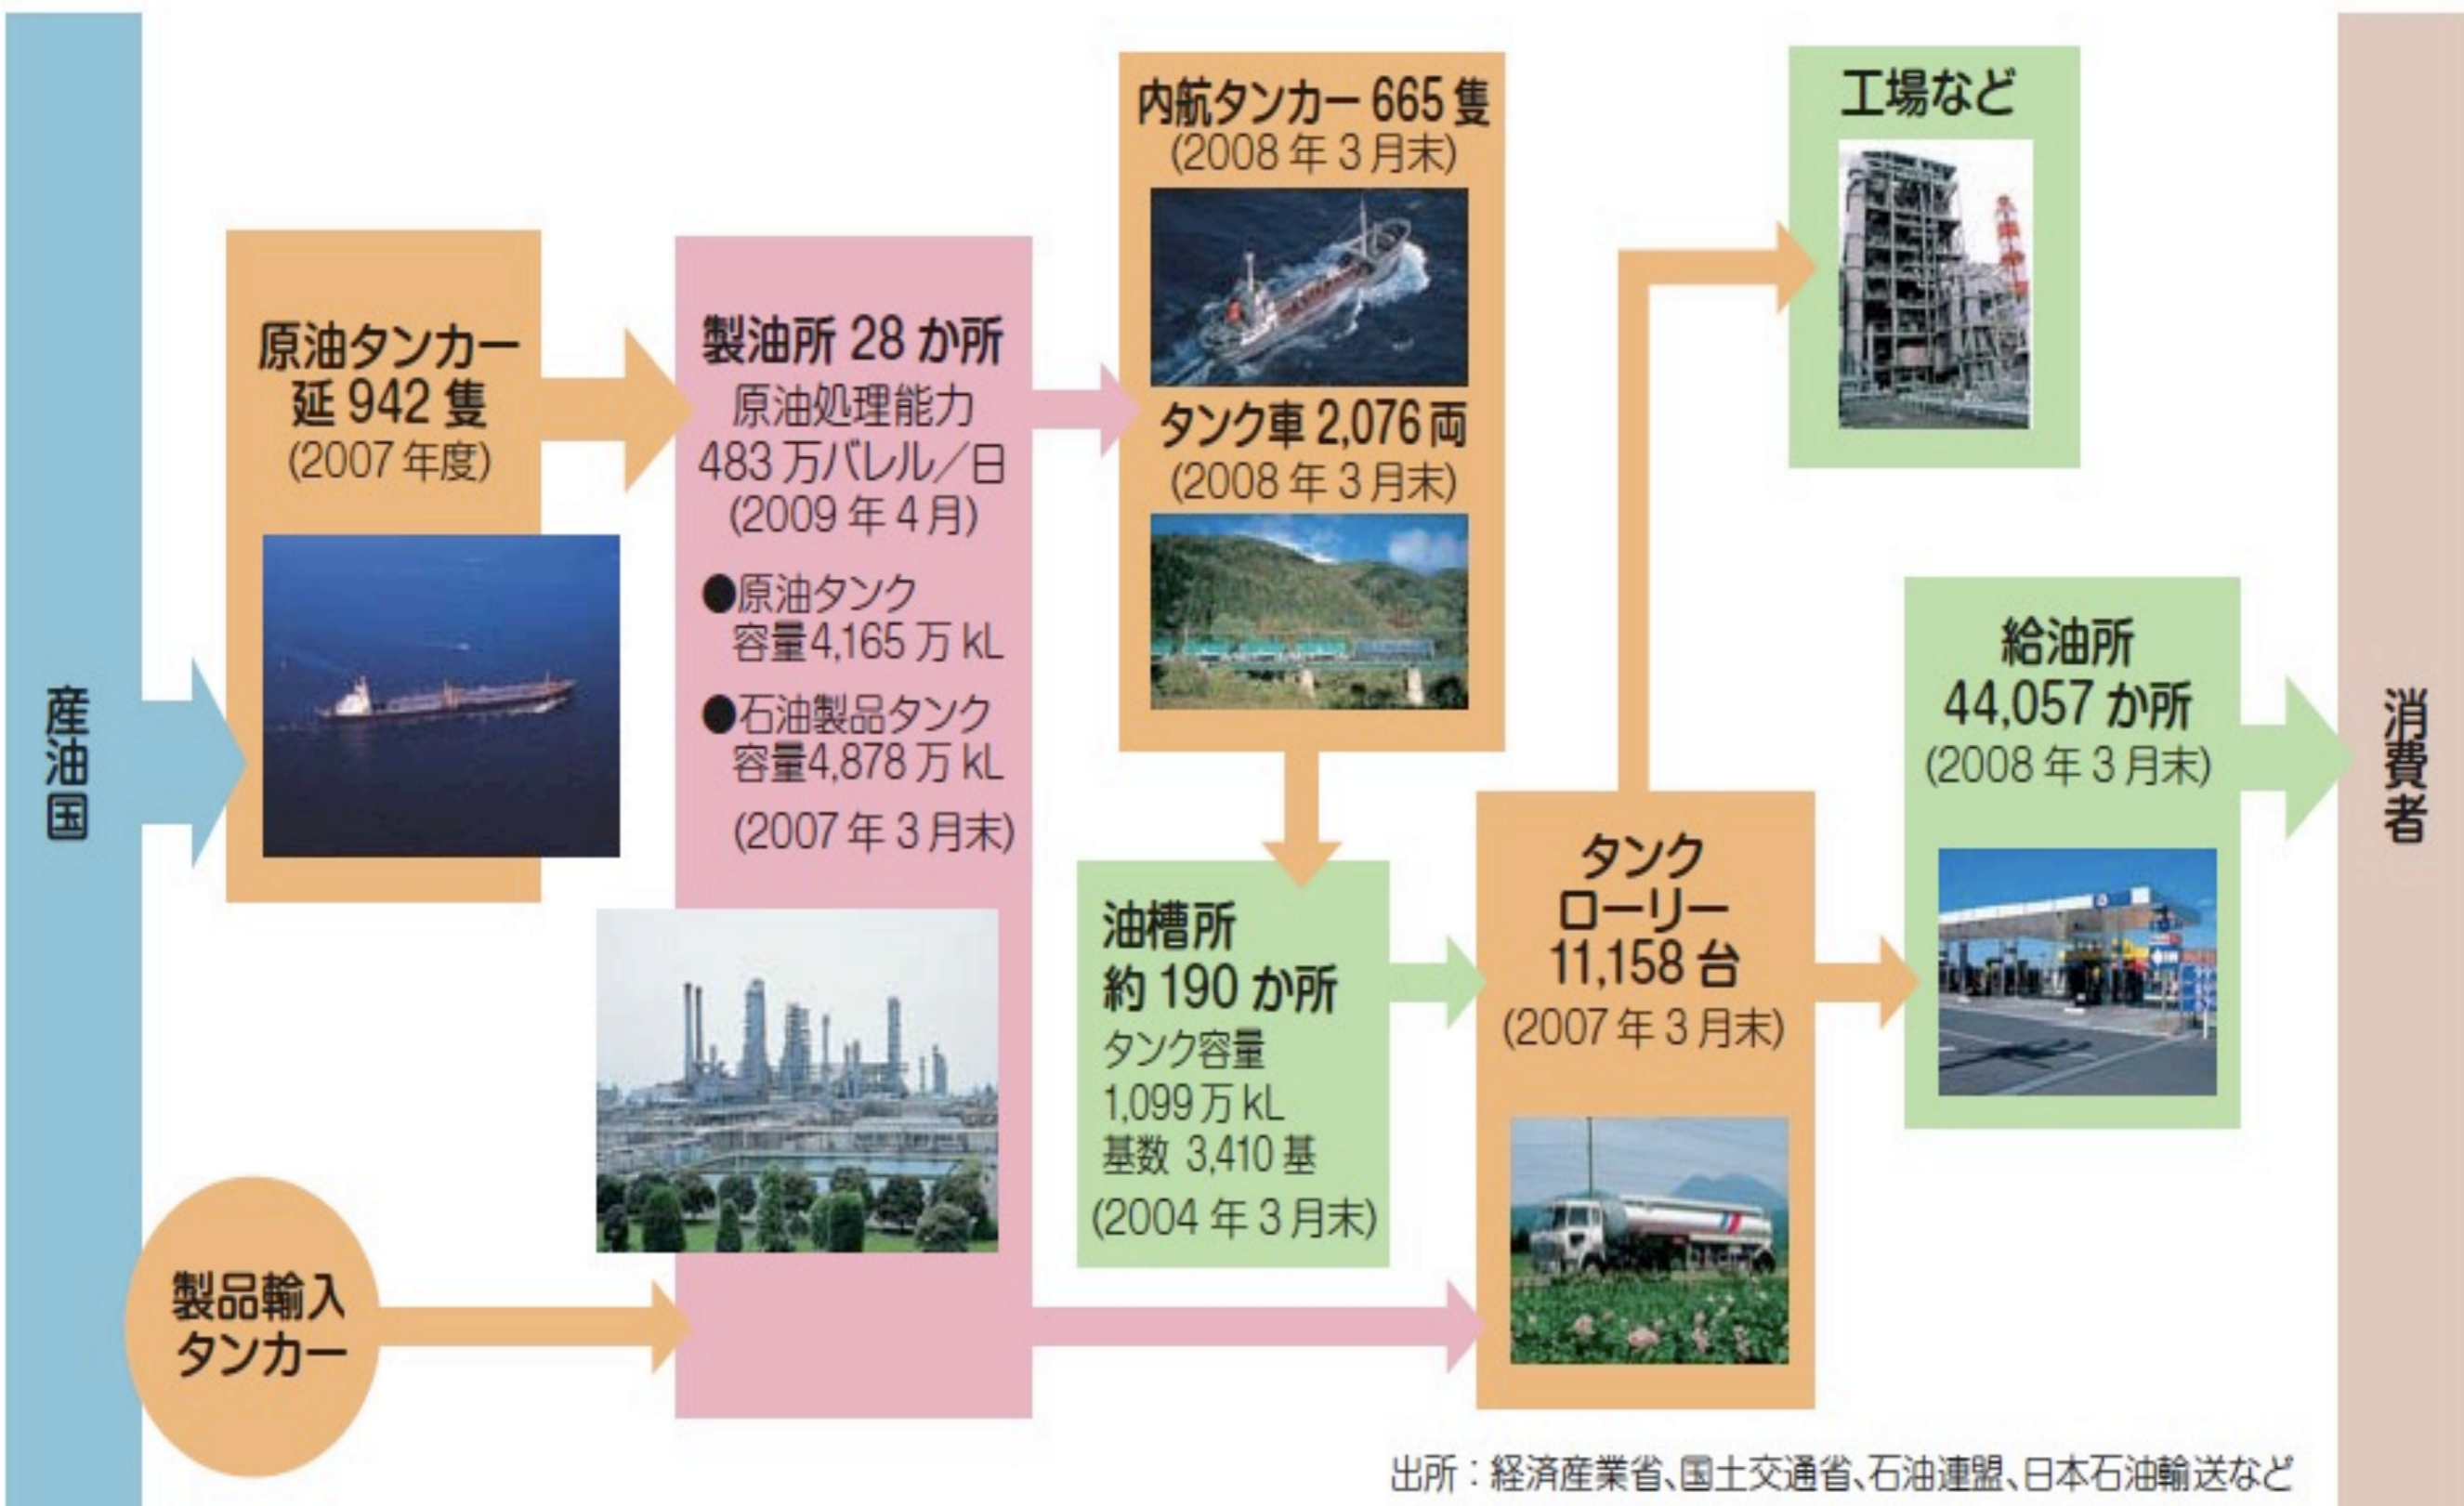 産油国
原油タンカー
延 942 隻
(2007 年度)
製品輸入
タンカー
製油所 28 か所
原油処理能力
483 万バレル／日
(2009 年 4 月)
●原油タンク
容量4,165 万 kL
●石油製品タンク
容量4,878 万 kL
(2007 年 3 月末)
内航タンカー 665 隻
(2008 年 3 月末)
タンク車 2,076 両
(2008 年 3 月末)
油槽所
約 190 か所
タンク容量
1,099 万 kL
基数 3,410 基
(2004 年 3 月末)
タンク
ローリー
11,158 台
(2007 年 3 月末)
工場など
給油所
44,057 か所
(2008 年 3 月末)
消費者
出所：経済産業省、国土交通省、石油連盟、日本石油輸送など